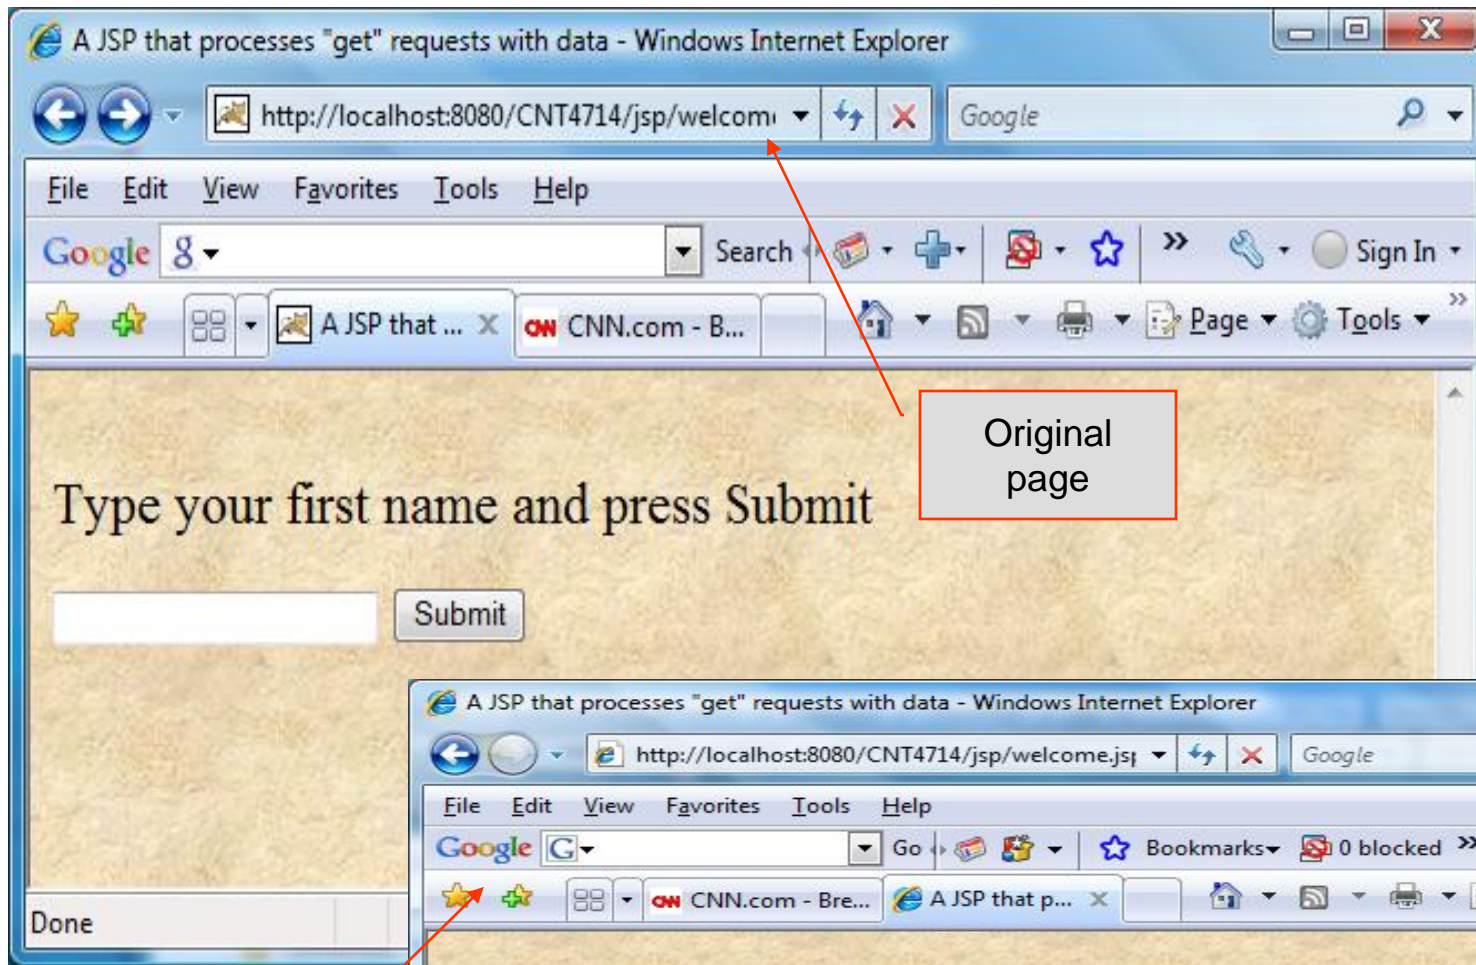 A JSP that processes "get" requests with data - Windows Internet Explorer
http://localhost:8080/CNT4714/jsp/welcom
Google
File Edit View Favorites Tools Help
Google 8 Search » Sign In
A JSP that ... CNN CNN.com - B... Page Tools »
Original
page
Type your first name and press Submit
Submit
A JSP that processes "get" requests with data - Windows Internet Explorer
http://localhost:8080/CNT4714/jsp/welcome.jsp
Google
File Edit View Favorites Tools Help
Google G Go Bookmarks 0 blocked »
CNN CNN.com - Bre... A JSP that p...
Done